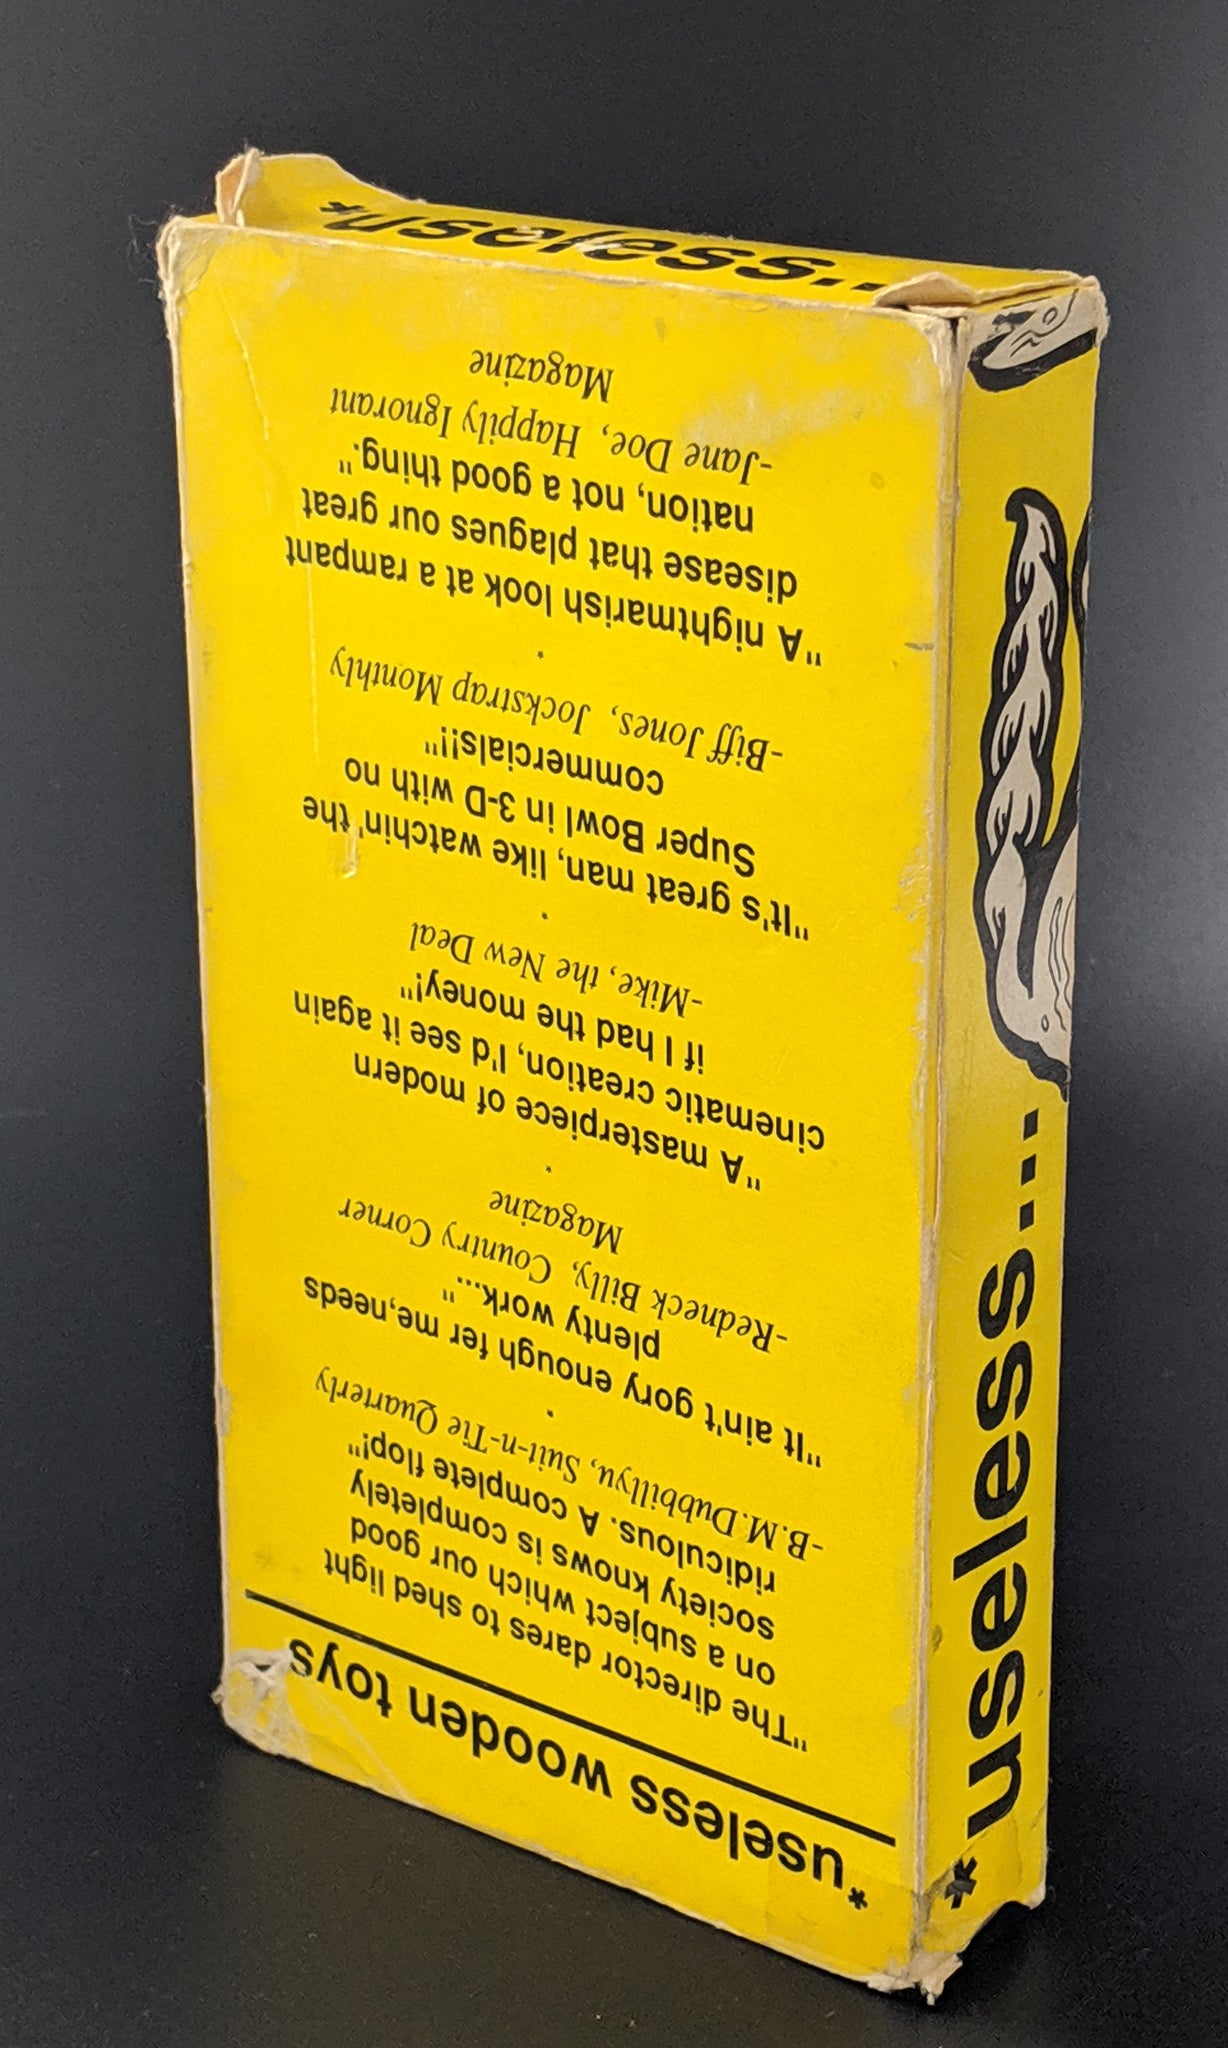 *useless wooden toys
"The director dares to shed light
on a subject which our good
society knows is completely
ridiculous. A complete flop!"
-B.M.Dubbillyu, Suit-n-Tie Quarterly
*
"It ain't gory enough fer me,needs
plenty work..."
-Redneck Billy, Country Corner
Magazine
*
"A masterpiece of modern
cinematic creation, I'd see it again
if I had the money!"
-Mike, the New Deal
*
"It's great man, like watchin' the
Super Bowl in 3-D with no
commercials!!"
-Biff Jones, Jockstrap Monthly
*
"A nightmarish look at a rampant
disease that plagues our great
nation, not a good thing."
-Jane Doe, Happily Ignorant
Magazine
*useless...
*useless...